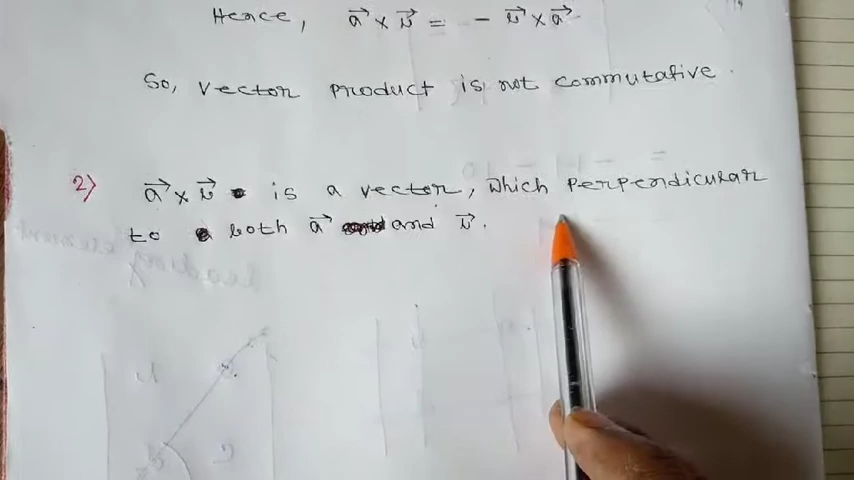 Hence, a⃗ × b⃗ = - b⃗ × a⃗
So, vector product is not commutative.
2) a⃗ × b⃗ is a vector, which perpendicular
to both a⃗ and b⃗.